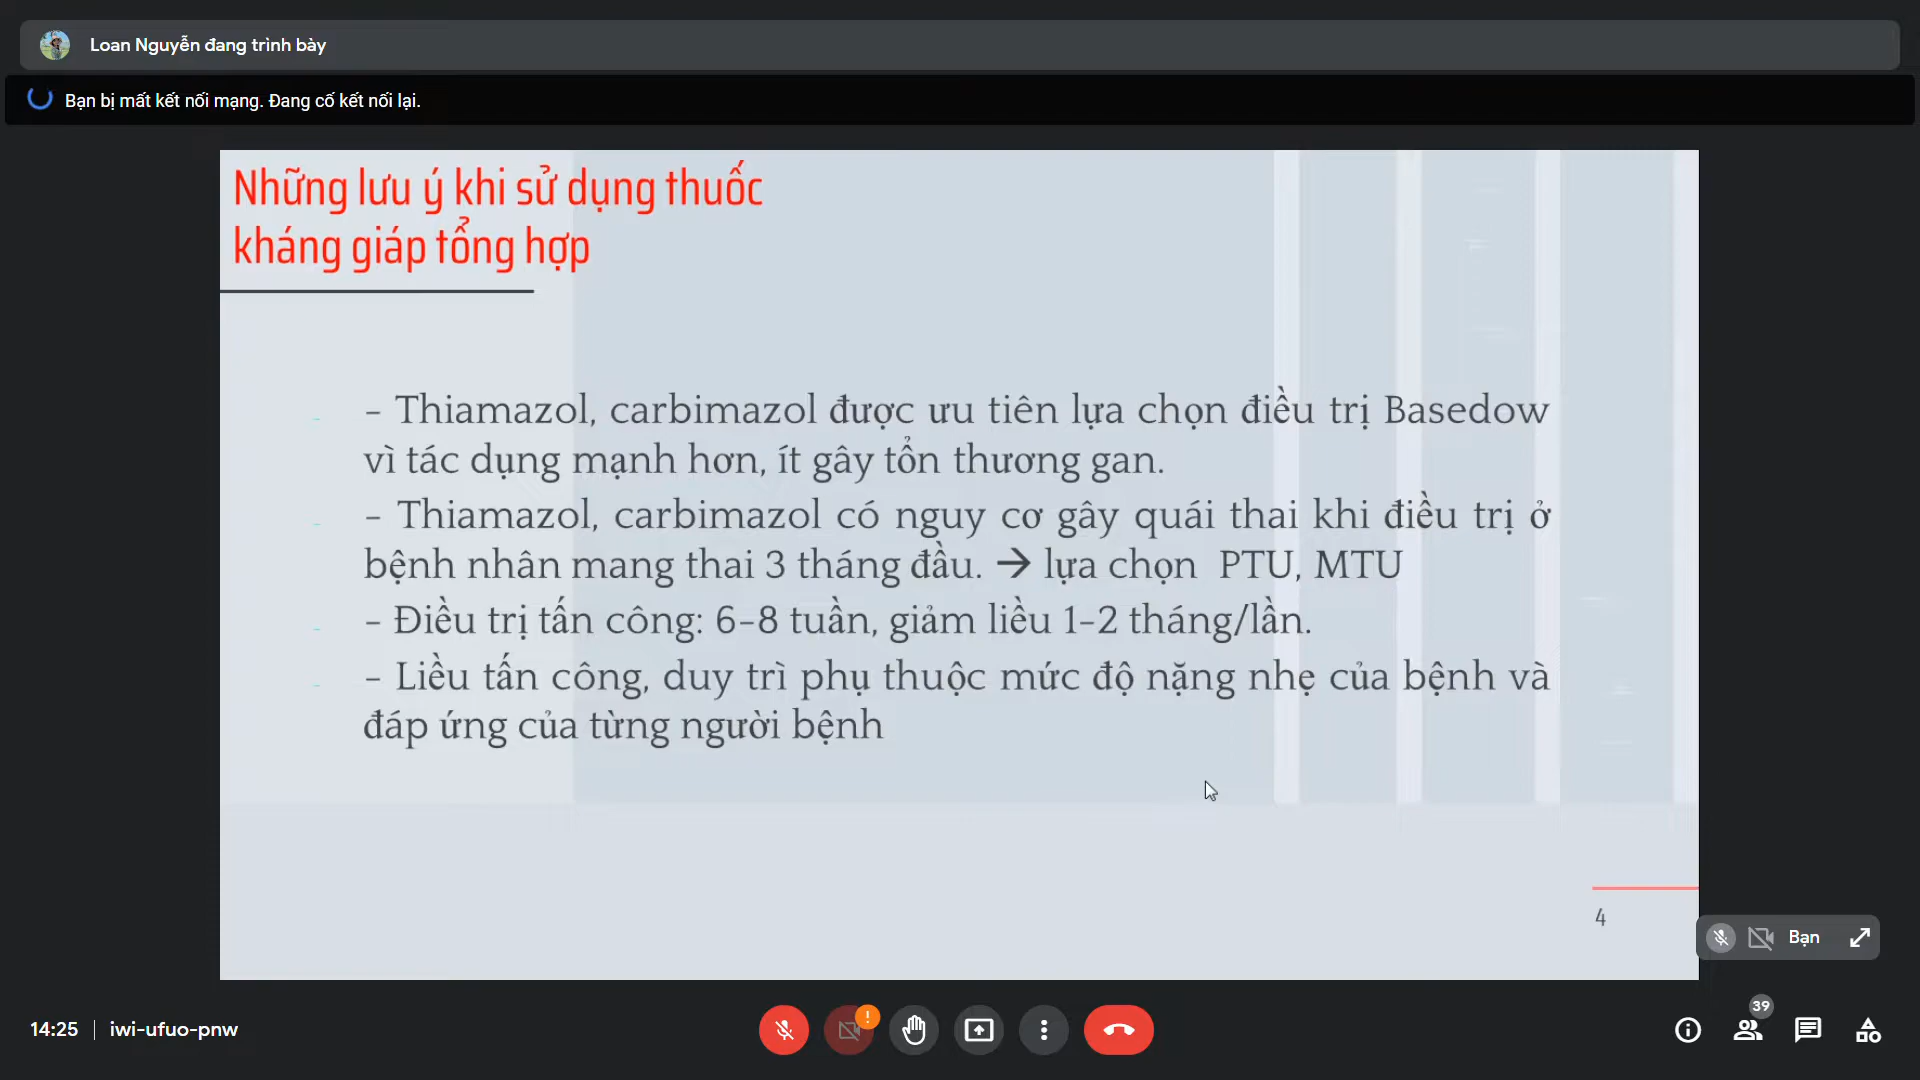 Loan Nguyễn đang trình bày
Bạn bị mất kết nối mạng. Đang cố kết nối lại.
Những lưu ý khi sử dụng thuốc
kháng giáp tổng hợp
- Thiamazol, carbimazol được ưu tiên lựa chọn điều trị Basedow
vì tác dụng mạnh hơn, ít gây tổn thương gan.
- Thiamazol, carbimazol có nguy cơ gây quái thai khi điều trị ở
bệnh nhân mang thai 3 tháng đầu. → lựa chọn PTU, MTU
- Điều trị tấn công: 6-8 tuần, giảm liều 1-2 tháng/lần.
- Liều tấn công, duy trì phụ thuộc mức độ nặng nhẹ của bệnh và
đáp ứng của từng người bệnh
4
Bạn
14:25 | iwi-ufuo-pnw
!
39